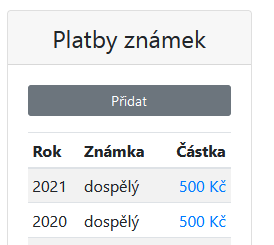 Platby známek
Přidat
Rok Známka Částka
2021 dospělý 500 Kč
2020 dospělý 500 Kč